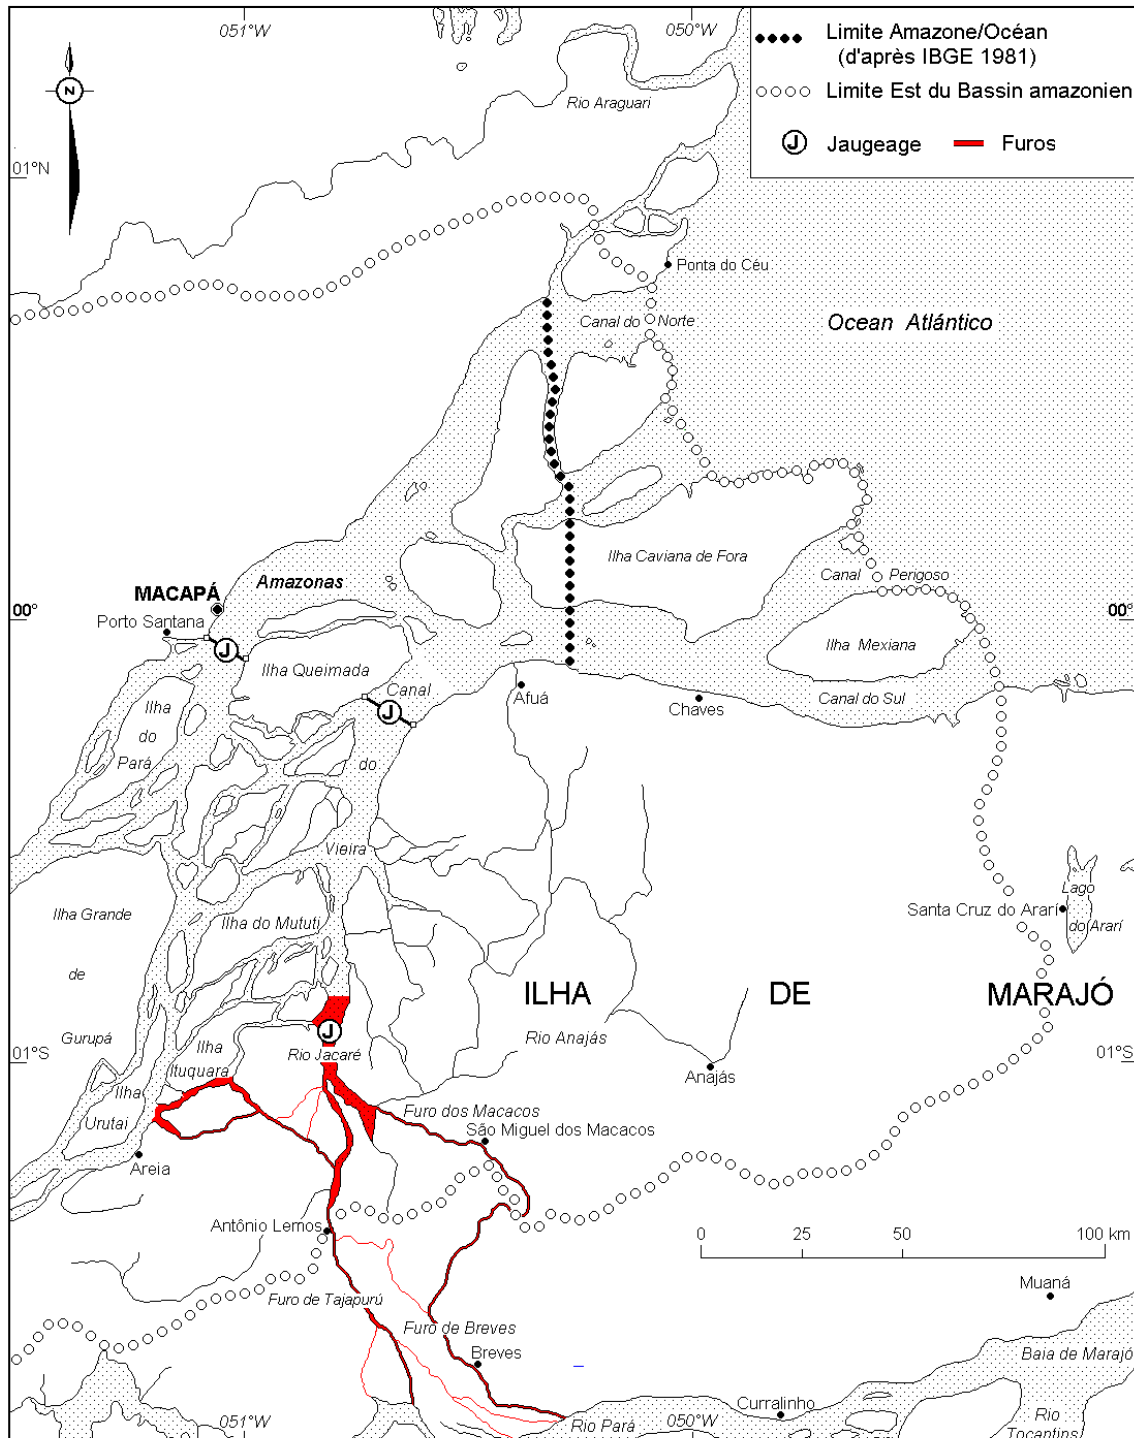 051°W
050°W
Limite Amazone/Océan
(d'après IBGE 1981)
Limite Est du Bassin amazonien
J Jaugeage Furos
N
Rio Araguari
01°N
Ponta do Céu
Canal do Norte
Ocean Atlántico
Ilha Caviana de Fora
Amazonas
MACAPÁ
Canal Perigoso
00°
00°
Porto Santana
J
Ilha Queimada
Ilha Mexiana
Canal
Afuá
Chaves
Canal do Sul
Ilha
do
Pará
J
do
Vieira
Ilha Grande
de
Gurupá
Ilha do Mututi
Santa Cruz do Ararí
Lago
do Ararí
ILHA DE MARAJÓ
J
Rio Anajás
Rio Jacaré
Ilha
Ituquara
01°S
01°S
Anajás
Ilha
Urutai
Furo dos Macacos
São Miguel dos Macacos
Areia
Antônio Lemos
0 25 50 100 km
Muaná
Furo de Tajapurú
Furo de Breves
Breves
Baia de Marajó
Curralinho
051°W
Rio Pará
050°W
Rio
Tocantins